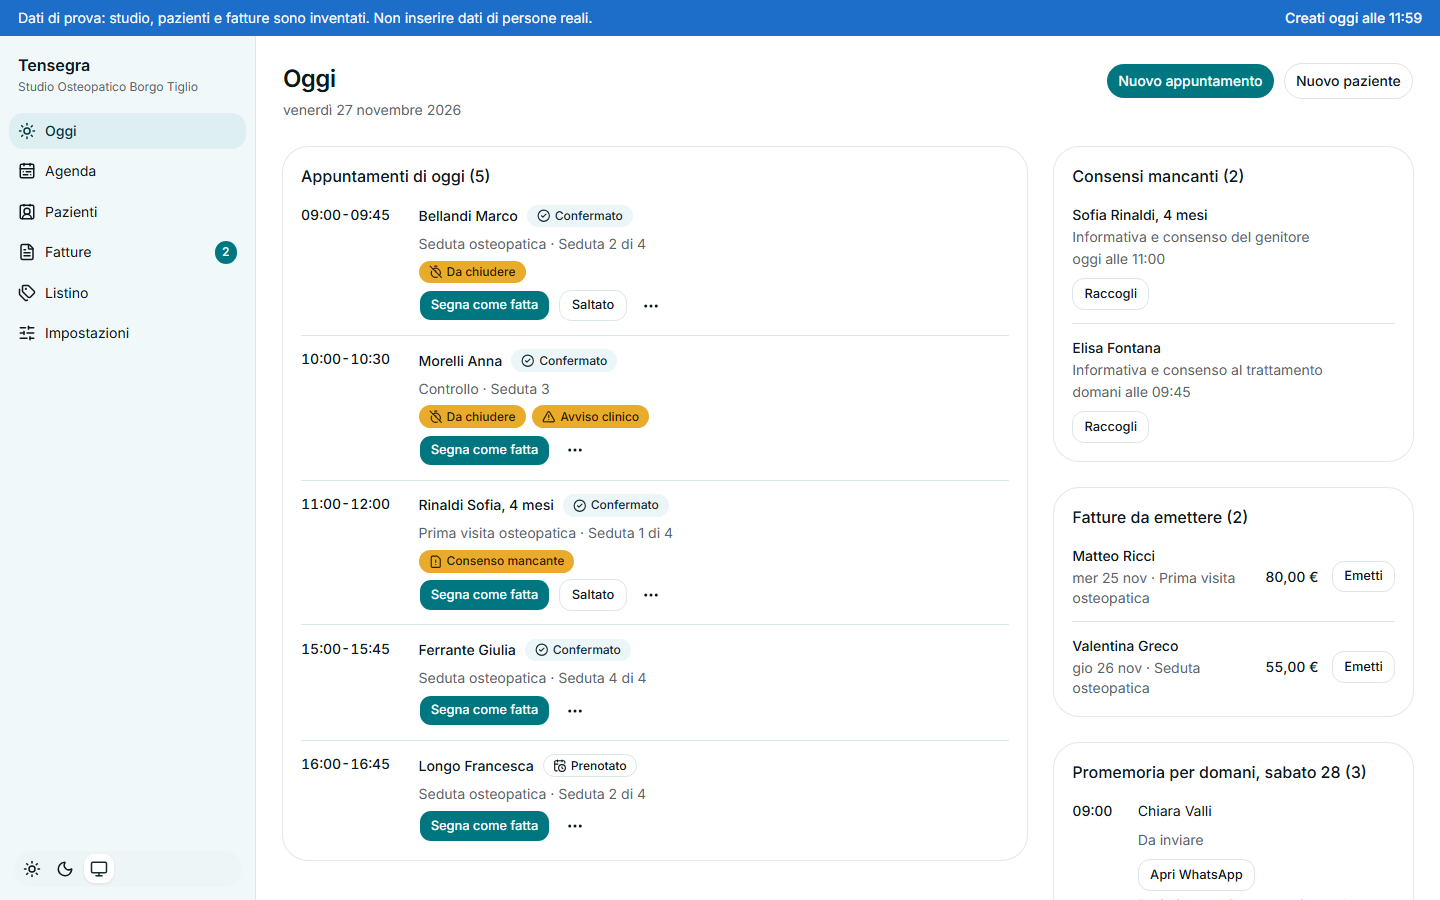 Dati di prova: studio, pazienti e fatture sono inventati. Non inserire dati di persone reali.
Creati oggi alle 11:59
Tensegra
Studio Osteopatico Borgo Tiglio
Oggi
Agenda
Pazienti
Fatture
2
Listino
Impostazioni
Oggi
venerdì 27 novembre 2026
Nuovo appuntamento
Nuovo paziente
Appuntamenti di oggi (5)
09:00-09:45
Bellandi Marco
Confermato
Seduta osteopatica · Seduta 2 di 4
Da chiudere
Segna come fatta
Saltato
10:00-10:30
Morelli Anna
Confermato
Controllo · Seduta 3
Da chiudere
Avviso clinico
Segna come fatta
11:00-12:00
Rinaldi Sofia, 4 mesi
Confermato
Prima visita osteopatica · Seduta 1 di 4
Consenso mancante
Segna come fatta
Saltato
15:00-15:45
Ferrante Giulia
Confermato
Seduta osteopatica · Seduta 4 di 4
Segna come fatta
16:00-16:45
Longo Francesca
Prenotato
Seduta osteopatica · Seduta 2 di 4
Segna come fatta
Consensi mancanti (2)
Sofia Rinaldi, 4 mesi
Informativa e consenso del genitore
oggi alle 11:00
Raccogli
Elisa Fontana
Informativa e consenso al trattamento
domani alle 09:45
Raccogli
Fatture da emettere (2)
Matteo Ricci
mer 25 nov · Prima visita
osteopatica
80,00 €
Emetti
Valentina Greco
gio 26 nov · Seduta
osteopatica
55,00 €
Emetti
Promemoria per domani, sabato 28 (3)
09:00
Chiara Valli
Da inviare
Apri WhatsApp